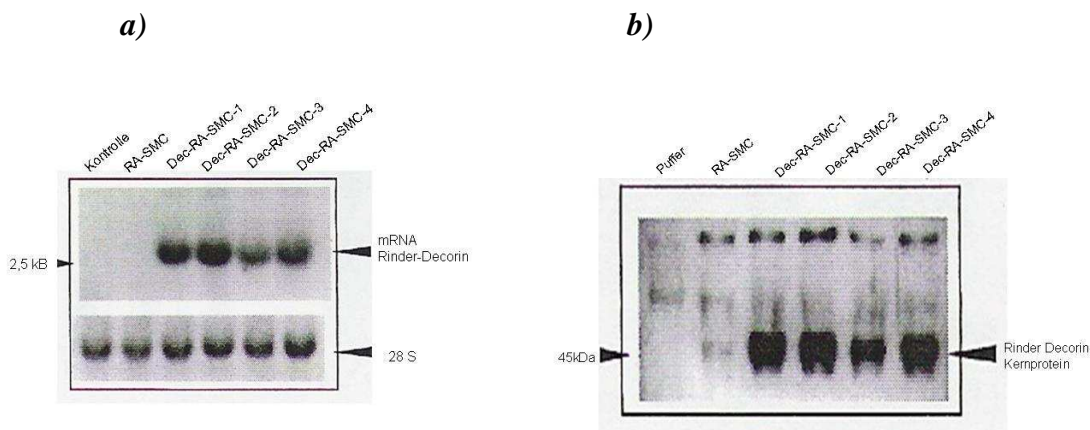 a)
Kontrolle
RA-SMC
Dec-RA-SMC-1
Dec-RA-SMC-2
Dec-RA-SMC-3
Dec-RA-SMC-4
2,5 kB
mRNA
Rinder-Decorin
28 S
b)
Puffer
RA-SMC
Dec-RA-SMC-1
Dec-RA-SMC-2
Dec-RA-SMC-3
Dec-RA-SMC-4
45kDa
Rinder Decorin
Kernprotein